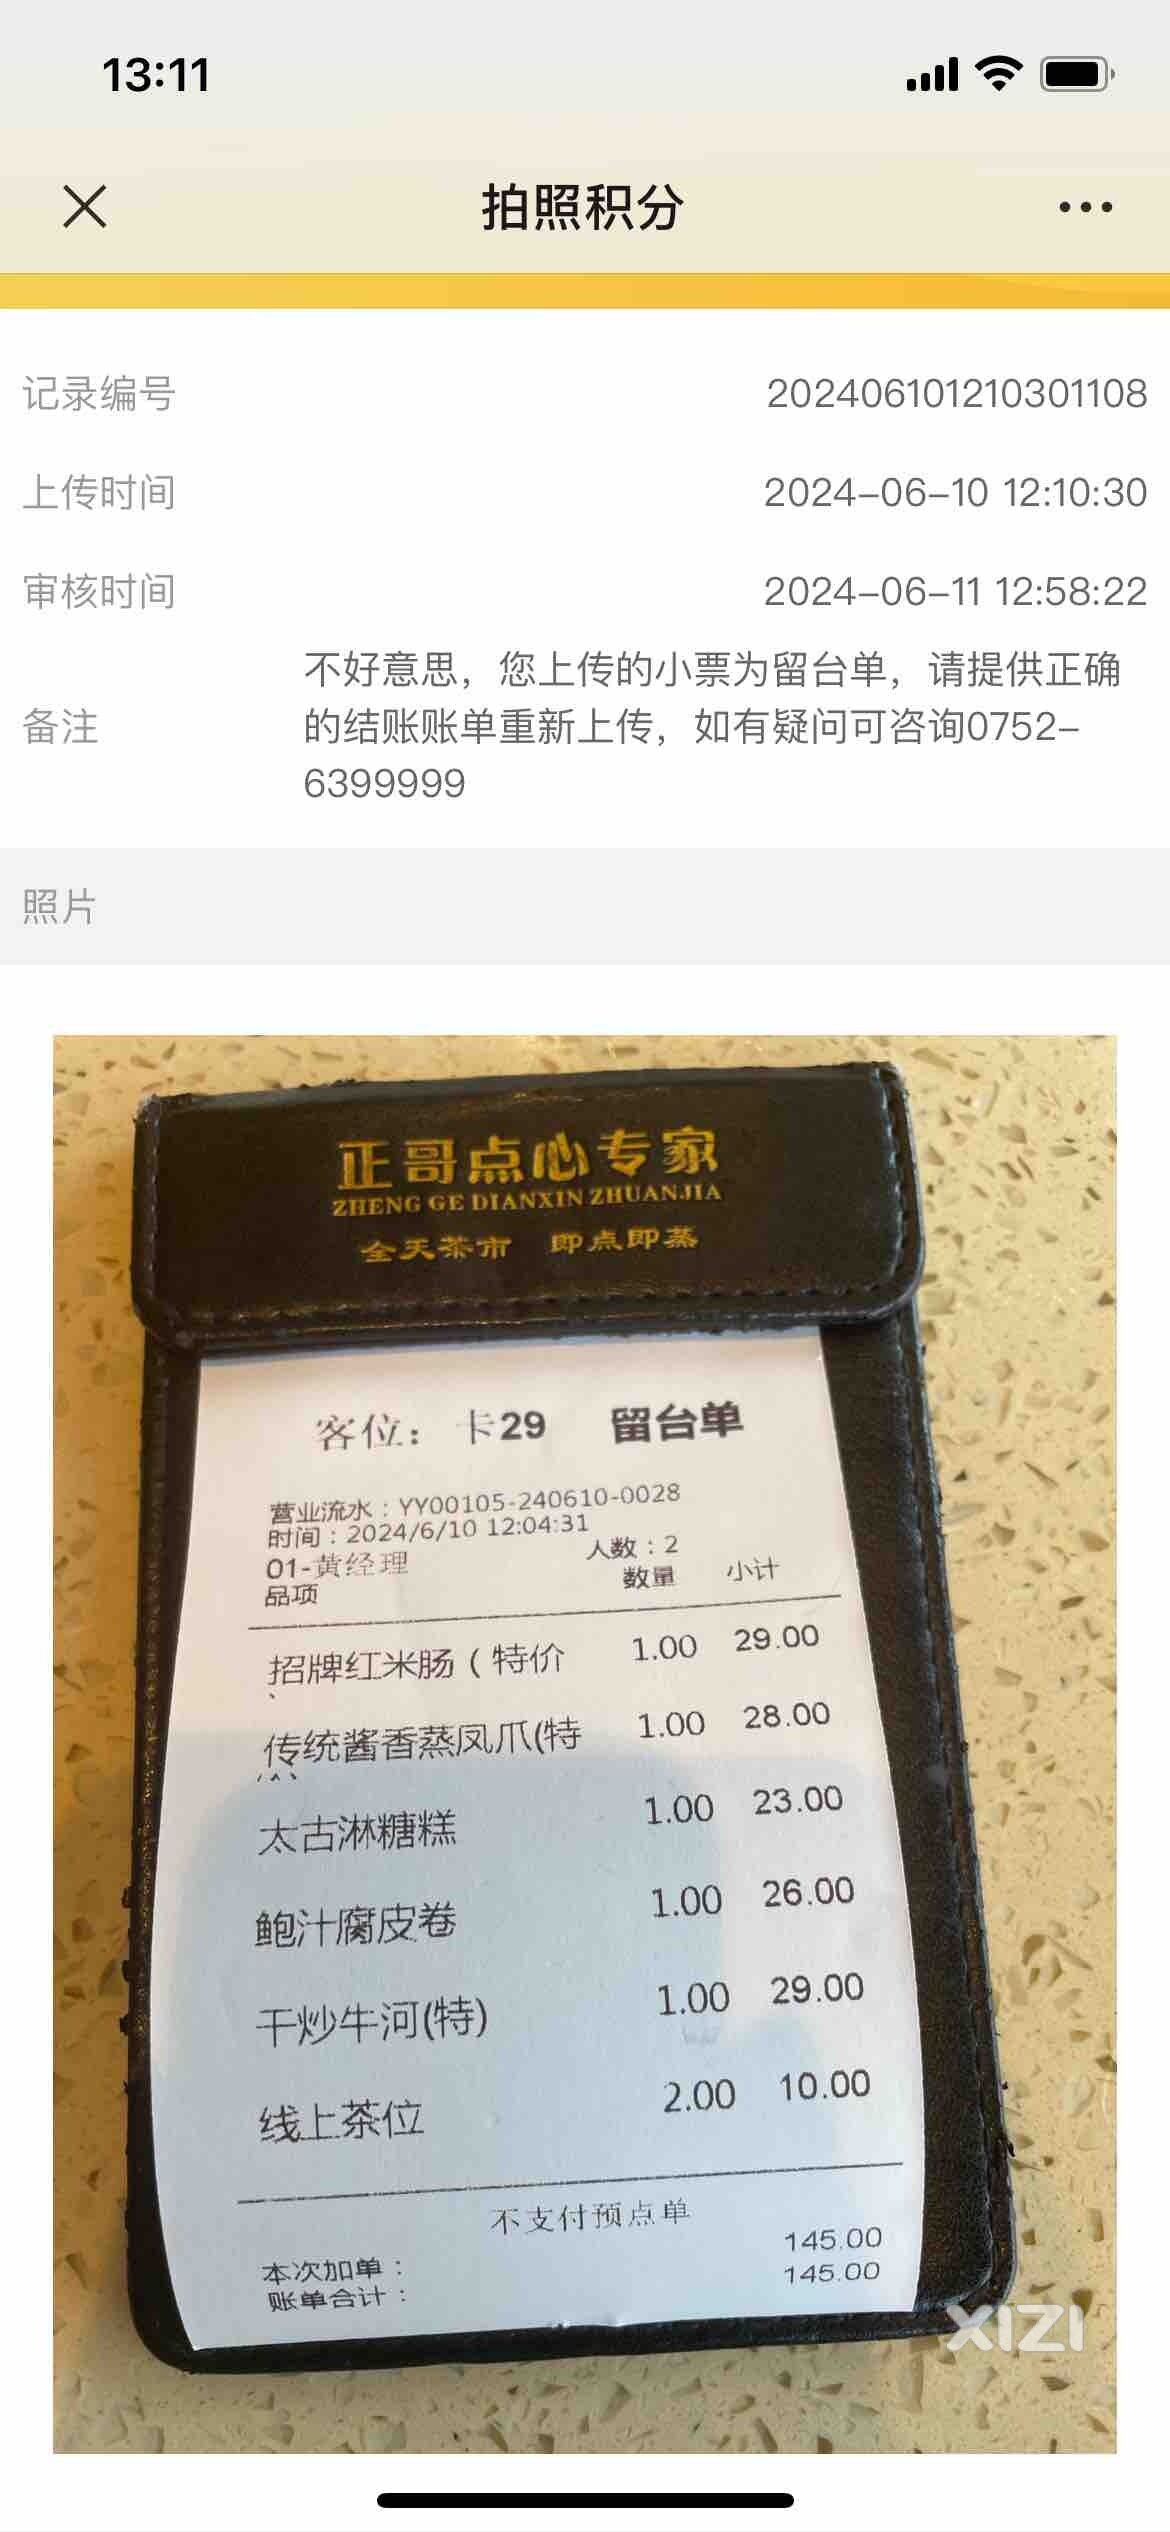 13:11
拍照积分
记录编号 202406101210301108
上传时间 2024-06-10 12:10:30
审核时间 2024-06-11 12:58:22
备注 不好意思，您上传的小票为留台单，请提供正确
的结账账单重新上传，如有疑问可咨询0752-
6399999
照片
正哥点心专家
ZHENG GE DIANXIN ZHUANJIA
全天茶市 即点即蒸
客位：卡29 留台单
营业流水：YY00105-240610-0028
时间：2024/6/10 12:04:31
01-黄经理 人数：2
品项 数量 小计
招牌红米肠（特价 1.00 29.00
传统酱香蒸凤爪(特 1.00 28.00
太古淋糖糕 1.00 23.00
鲍汁腐皮卷 1.00 26.00
干炒牛河(特) 1.00 29.00
线上茶位 2.00 10.00
不支付预点单
本次加单： 145.00
账单合计： 145.00
XIZI